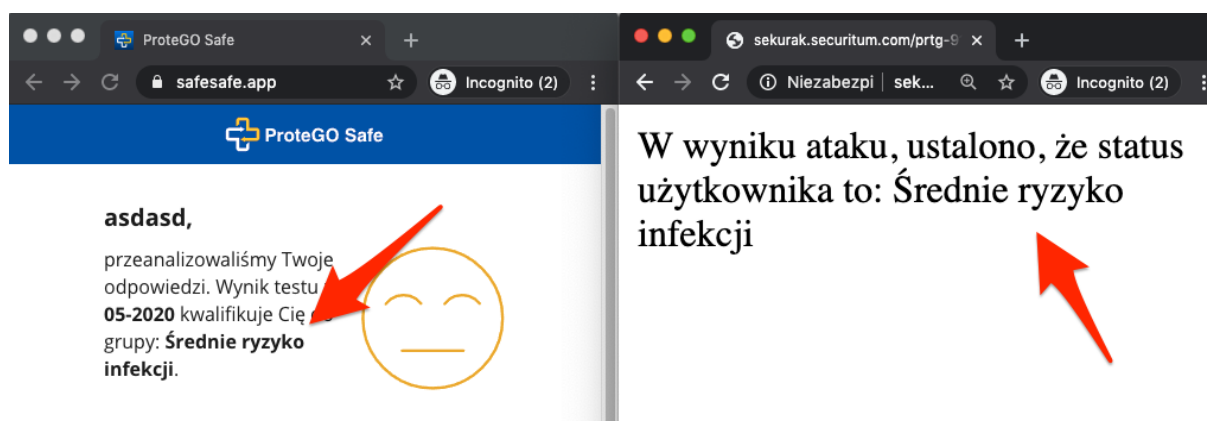 ProteGO Safe
safesafe.app
Incognito (2)
ProteGO Safe
asdasd,
przeanalizowaliśmy Twoje
odpowiedzi. Wynik testu
05-2020 kwalifikuje Cię
grupy: Średnie ryzyko
infekcji.
sekurak.securitum.com/prtg-9
Niezabezpi
sek...
Incognito (2)
W wyniku ataku, ustalono, że status
użytkownika to: Średnie ryzyko
infekcji